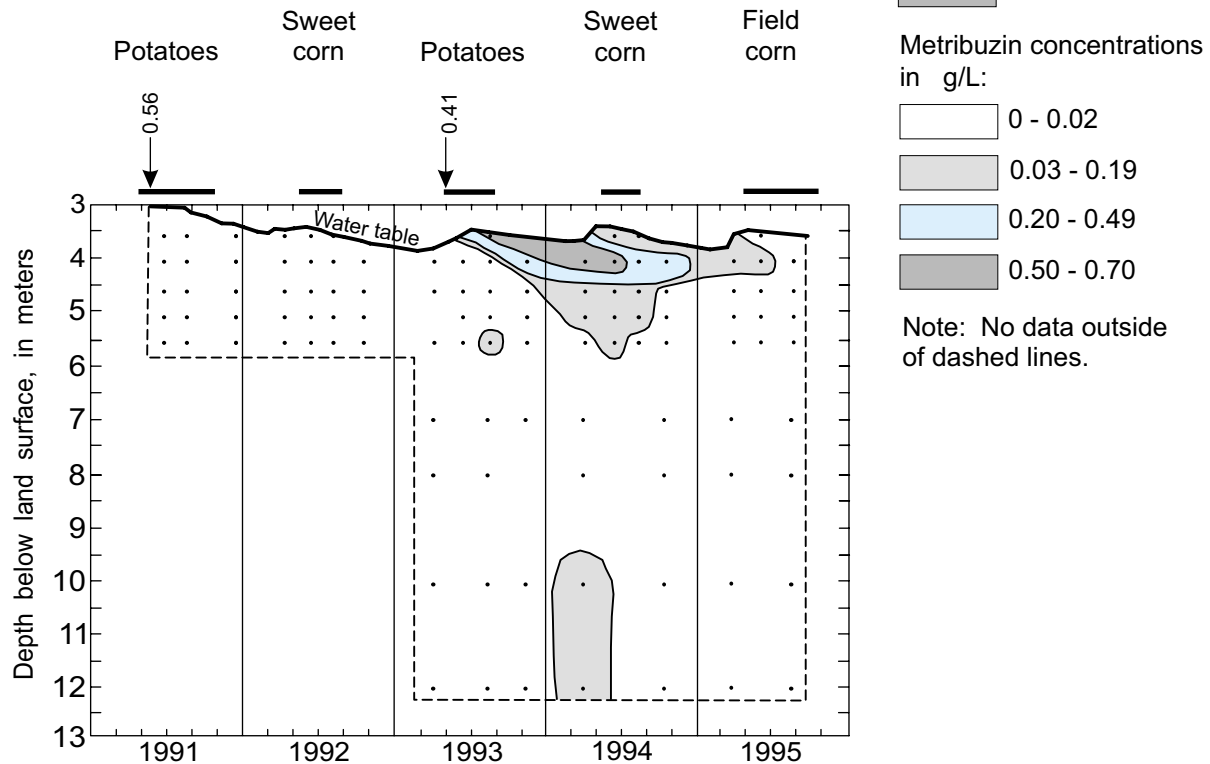 Potatoes
Sweet
corn
Potatoes
Sweet
corn
Field
corn
0.56
0.41
Metribuzin concentrations
in g/L:
0 - 0.02
0.03 - 0.19
0.20 - 0.49
0.50 - 0.70
Note: No data outside
of dashed lines.
Water table
Depth below land surface, in meters
3
4
5
6
7
8
9
10
11
12
13
1991
1992
1993
1994
1995